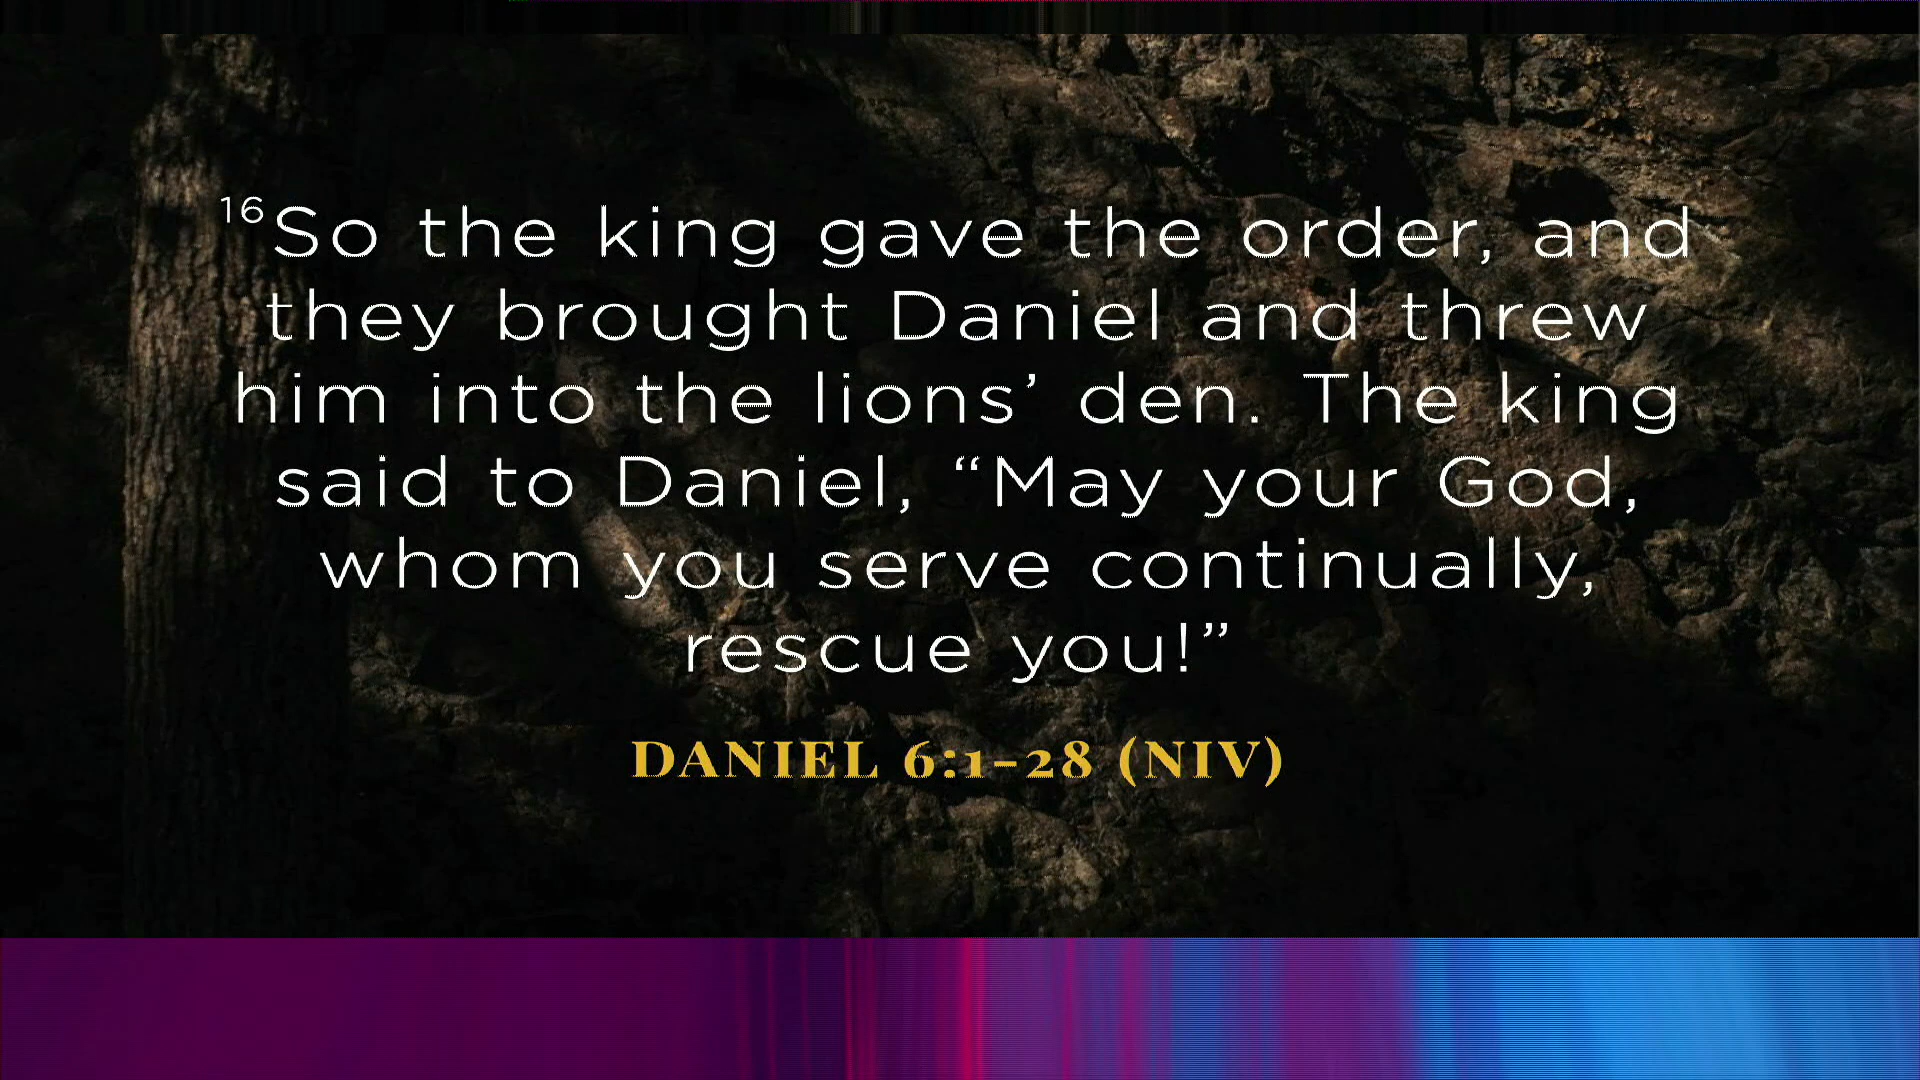 16So the king gave the order, and
they brought Daniel and threw
him into the lions’ den. The king
said to Daniel, “May your God,
whom you serve continually,
rescue you!”
DANIEL 6:1–28 (NIV)